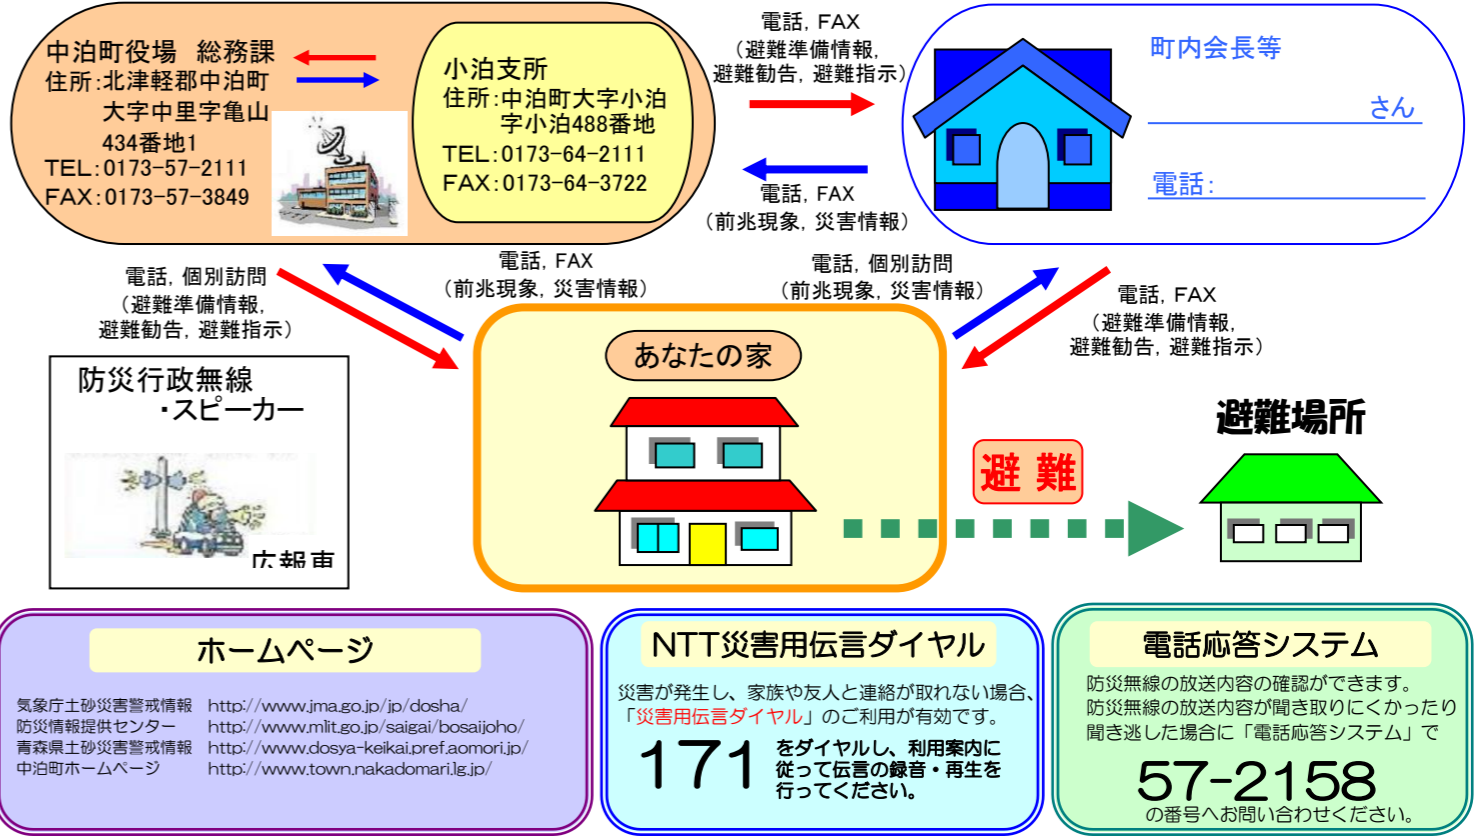 中泊町役場　総務課
住所:北津軽郡中泊町
大字中里字亀山
434番地1
TEL:0173-57-2111
FAX:0173-57-3849
小泊支所
住所:中泊町大字小泊
字小泊488番地
TEL:0173-64-2111
FAX:0173-64-3722
電話, FAX
(避難準備情報,
避難勧告, 避難指示)
電話, FAX
(前兆現象, 災害情報)
町内会長等
さん
電話:
電話, 個別訪問
(避難準備情報,
避難勧告, 避難指示)
電話, FAX
(前兆現象, 災害情報)
電話, 個別訪問
(前兆現象, 災害情報)
電話, FAX
(避難準備情報,
避難勧告, 避難指示)
防災行政無線
・スピーカー
広報車
あなたの家
避難
避難場所
ホームページ
気象庁土砂災害警戒情報 http://www.jma.go.jp/jp/dosha/
防災情報提供センター http://www.mlit.go.jp/saigai/bosaijoho/
青森県土砂災害警戒情報 http://www.dosya-keikai.pref.aomori.jp/
中泊町ホームページ http://www.town.nakadomari.lg.jp/
NTT災害用伝言ダイヤル
災害が発生し、家族や友人と連絡が取れない場合、
「災害用伝言ダイヤル」のご利用が有効です。
171
をダイヤルし、利用案内に
従って伝言の録音・再生を
行ってください。
電話応答システム
防災無線の放送内容の確認ができます。
防災無線の放送内容が聞き取りにくかったり
聞き逃した場合に「電話応答システム」で
57-2158
の番号へお問い合わせください。